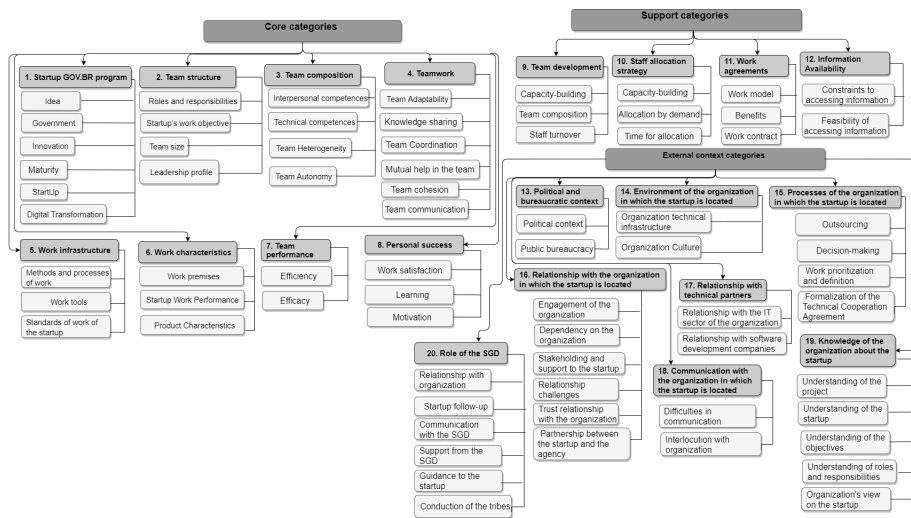 Core categories
1. Startup GOV.BR program
Idea
Government
Innovation
Maturity
StartUp
Digital Transformation
2. Team structure
Roles and responsibilities
Startup's work objective
Team size
Leadership profile
3. Team composition
Interpersonal competences
Technical competences
Team Heterogeneity
Team Autonomy
4. Teamwork
Team Adaptability
Knowledge sharing
Team Coordination
Mutual help in the team
Team cohesion
Team communication
5. Work infrastructure
Methods and processes
of work
Work tools
Standards of work of
the startup
6. Work characteristics
Work premises
Startup Work Performance
Product Characteristics
7. Team
performance
Efficiency
Efficacy
8. Personal success
Work satisfaction
Learning
Motivation
Support categories
9. Team development
Capacity-building
Team composition
Staff turnover
10. Staff allocation
strategy
Capacity-building
Allocation by demand
Time for allocation
11. Work
agreements
Work model
Benefits
Work contract
12. Information
Availability
Constraints to
accessing information
Feasibility of
accessing information
External context categories
13. Political and
bureaucratic context
Political context
Public bureaucracy
14. Environment of the organization
in which the startup is located
Organization technical
infrastructure
Organization Culture
15. Processes of the organization
in which the startup is located
Outsourcing
Decision-making
Work prioritization
and definition
Formalization of the
Technical Cooperation
Agreement
16. Relationship with the organization
in which the startup is located
Engagement of the
organization
Dependency on the
organization
Stakeholding and
support to the startup
Relationship
challenges
Trust relationship
with the organization
Partnership between
the startup and the
agency
17. Relationship with
technical partners
Relationship with the IT
sector of the organization
Relationship with software
development companies
18. Communication with
the organization in which
the startup is located
Difficulties in
communication
Interlocution with
organization
19. Knowledge of the
organization about the
startup
Understanding of the
project
Understanding of the
startup
Understanding of the
objectives
Understanding of roles
and responsibilities
Organization's view
on the startup
20. Role of the SGD
Relationship with
organization
Startup follow-up
Communication
with the SGD
Support from the
SGD
Guidance to the
startup
Conduction of the tribes